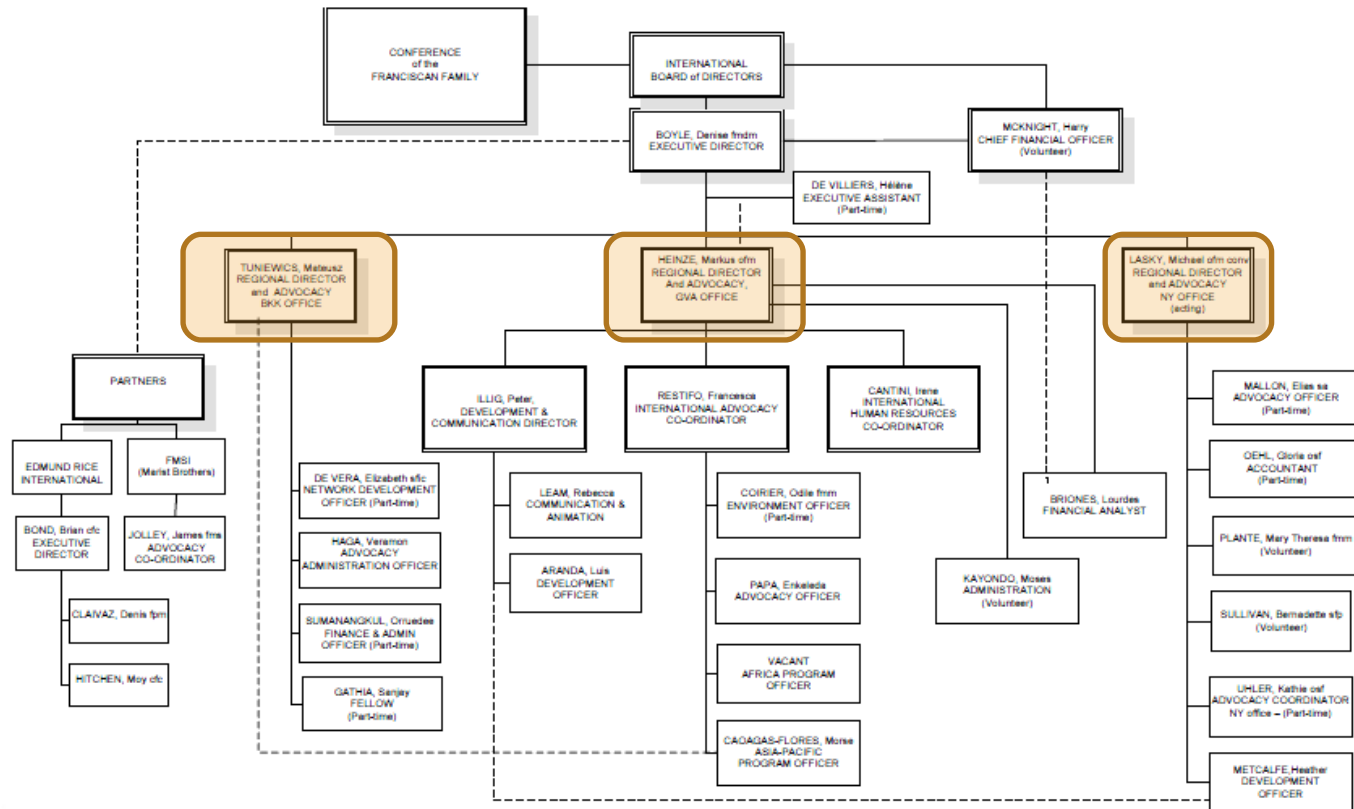 CONFERENCE
of the
FRANCISCAN FAMILY
INTERNATIONAL
BOARD of DIRECTORS
BOYLE, Denise fmdm
EXECUTIVE DIRECTOR
MCKNIGHT, Harry
CHIEF FINANCIAL OFFICER
(Volunteer)
DE VILLIERS, Hélène
EXECUTIVE ASSISTANT
(Part-time)
TUNIEWICS, Mateusz
REGIONAL DIRECTOR
and ADVOCACY
BKK OFFICE
HEINZE, Markus ofm
REGIONAL DIRECTOR
And ADVOCACY,
GVA OFFICE
LASKY, Michael ofm conv
REGIONAL DIRECTOR
and ADVOCACY
NY OFFICE
(acting)
PARTNERS
EDMUND RICE
INTERNATIONAL
FMSI
(Marist Brothers)
BOND, Brian cfc
EXECUTIVE
DIRECTOR
JOLLEY, James fms
ADVOCACY
CO-ORDINATOR
CLAIVAZ, Denis fpm
HITCHEN, Moy cfc
DE VERA, Elizabeth sfic
NETWORK DEVELOPMENT
OFFICER (Part-time)
HAGA, Veramon
ADVOCACY
ADMINISTRATION OFFICER
SUMANANGKUL, Orruedee
FINANCE & ADMIN
OFFICER (Part-time)
GATHIA, Sanjay
FELLOW
(Part-time)
ILLIG, Peter,
DEVELOPMENT &
COMMUNICATION DIRECTOR
LEAM, Rebecca
COMMUNICATION &
ANIMATION
ARANDA, Luis
DEVELOPMENT
OFFICER
RESTIFO, Francesca
INTERNATIONAL ADVOCACY
CO-ORDINATOR
COIRIER, Odile fmm
ENVIRONMENT OFFICER
(Part-time)
PAPA, Enkeleda
ADVOCACY OFFICER
VACANT
AFRICA PROGRAM
OFFICER
CAOAGAS-FLORES, Morse
ASIA-PACIFIC
PROGRAM OFFICER
CANTINI, Irene
INTERNATIONAL
HUMAN RESOURCES
CO-ORDINATOR
BRIONES, Lourdes
FINANCIAL ANALYST
KAYONDO, Moses
ADMINISTRATION
(Volunteer)
MALLON, Elias sa
ADVOCACY OFFICER
(Part-time)
OEHL, Gloria osf
ACCOUNTANT
(Part-time)
PLANTE, Mary Theresa fmm
(Volunteer)
SULLIVAN, Bernadette sfp
(Volunteer)
UHLER, Kathie osf
ADVOCACY COORDINATOR
NY office – (Part-time)
METCALFE,Heather
DEVELOPMENT
OFFICER